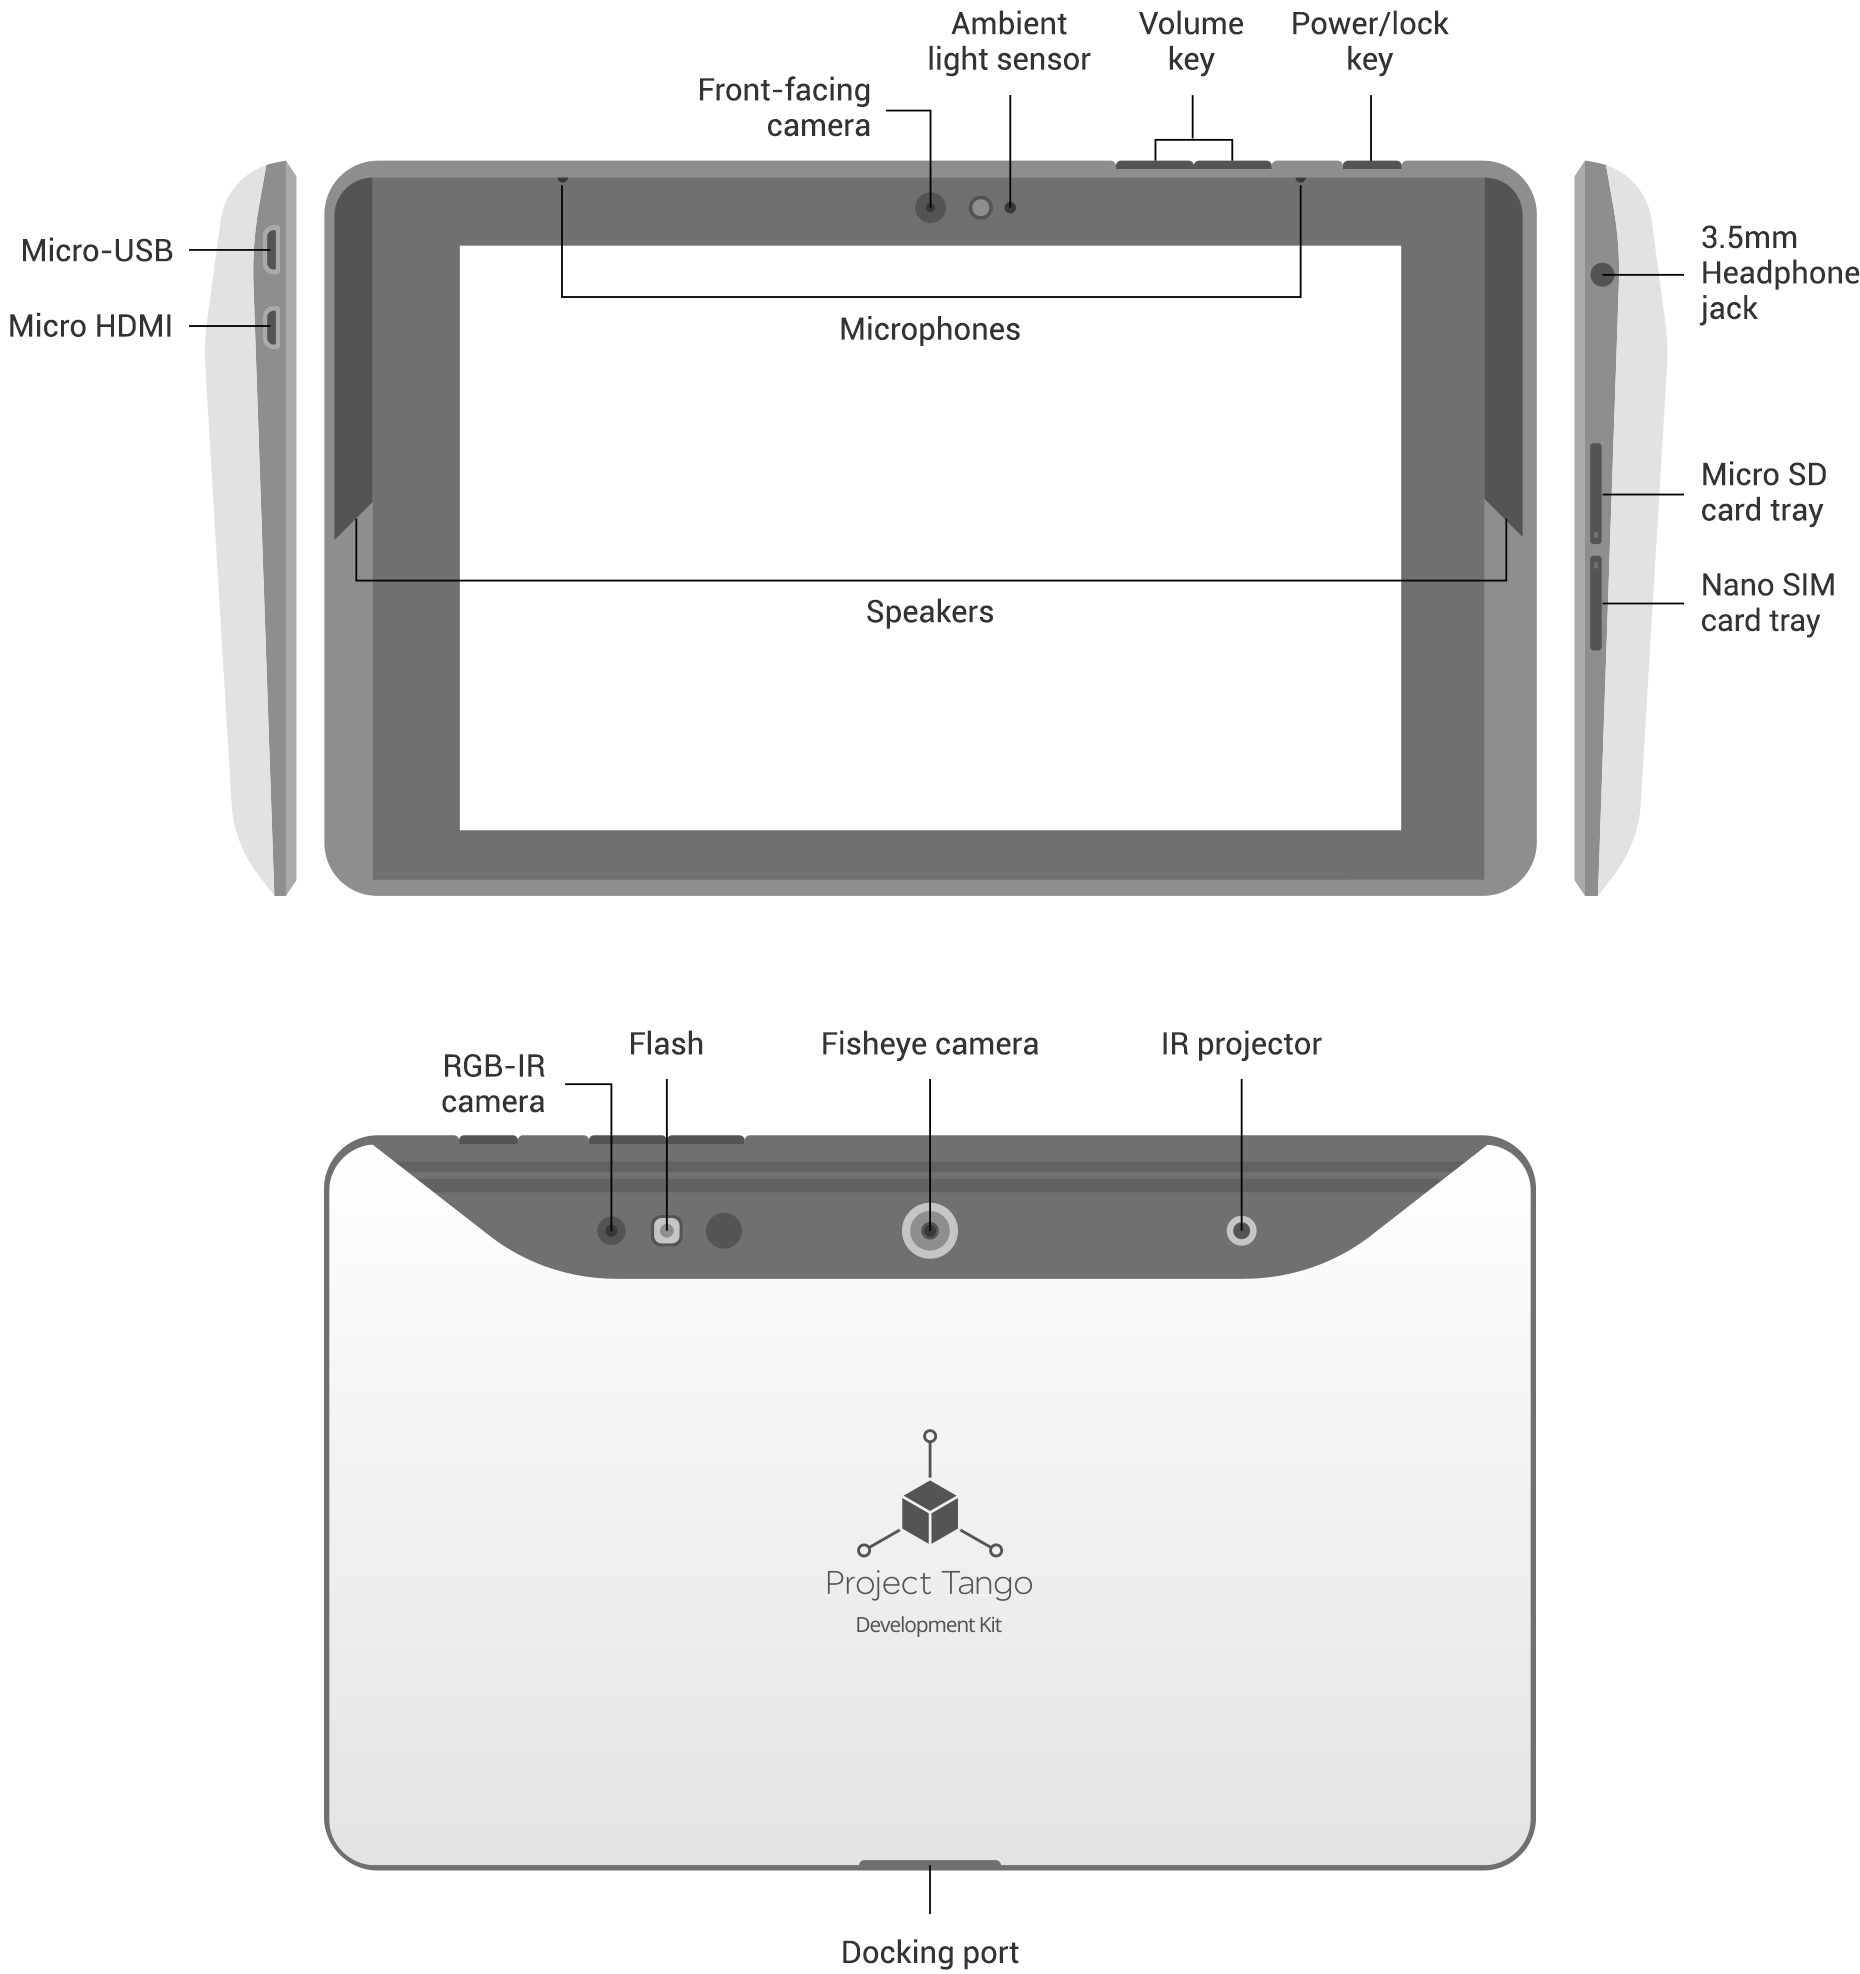 Ambient
light sensor
Volume
key
Power/lock
key
Front-facing
camera
Micro-USB
Micro HDMI
3.5mm
Headphone
jack
Microphones
Micro SD
card tray
Nano SIM
card tray
Speakers
RGB-IR
camera
Flash
Fisheye camera
IR projector
Project Tango
Development Kit
Docking port